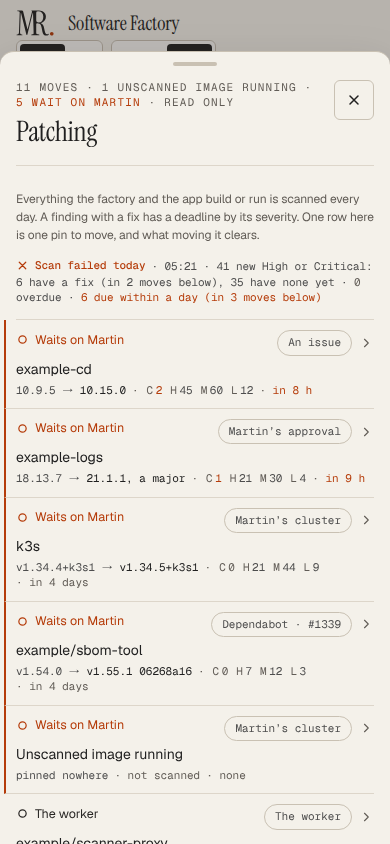 MR. Software Factory
11 MOVES · 1 UNSCANNED IMAGE RUNNING ·
5 WAIT ON MARTIN · READ ONLY
Patching
Everything the factory and the app build or run is scanned every
day. A finding with a fix has a deadline by its severity. One row here
is one pin to move, and what moving it clears.
× Scan failed today · 05:21 · 41 new High or Critical:
6 have a fix (in 2 moves below), 35 have none yet · 0
overdue · 6 due within a day (in 3 moves below)
Waits on Martin
An issue
example-cd
10.9.5 → 10.15.0 · C2 H45 M60 L12 · in 8 h
Waits on Martin
Martin's approval
example-logs
18.13.7 → 21.1.1, a major · C1 H21 M30 L4 · in 9 h
Waits on Martin
Martin's cluster
k3s
v1.34.4+k3s1 → v1.34.5+k3s1 · C0 H21 M44 L9
· in 4 days
Waits on Martin
Dependabot · #1339
example/sbom-tool
v1.54.0 → v1.55.1 06268a16 · C0 H7 M12 L3
· in 4 days
Waits on Martin
Martin's cluster
Unscanned image running
pinned nowhere · not scanned · none
The worker
The worker
example/scanner-proxy